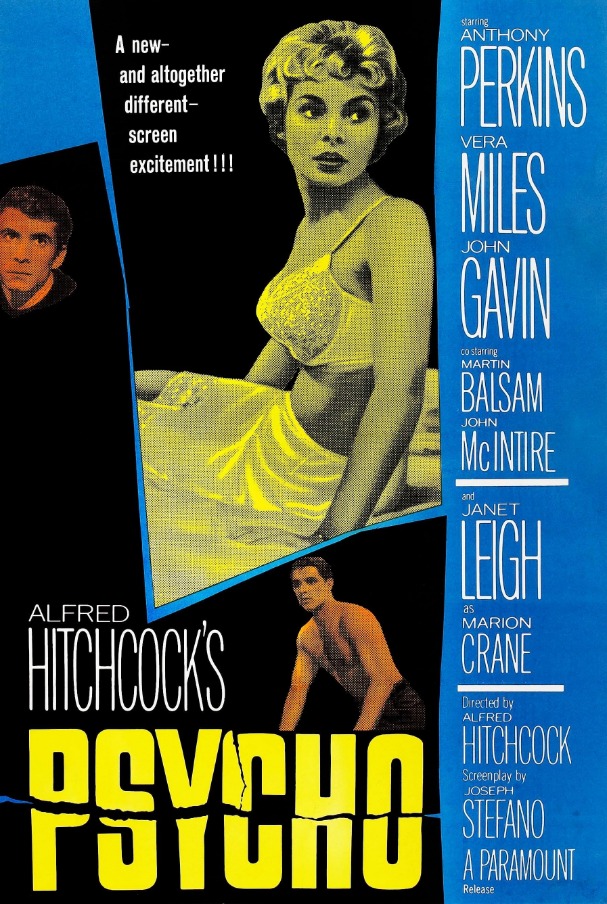 A new–
and altogether
different–
screen
excitement!!!
starring
ANTHONY
PERKINS
VERA
MILES
JOHN
GAVIN
co starring
MARTIN
BALSAM
JOHN
McINTIRE
and
JANET
LEIGH
as
MARION
CRANE
Directed by
ALFRED
HITCHCOCK
Screenplay by
JOSEPH
STEFANO
A PARAMOUNT
Release
ALFRED
HITCHCOCK'S
PSYCHO